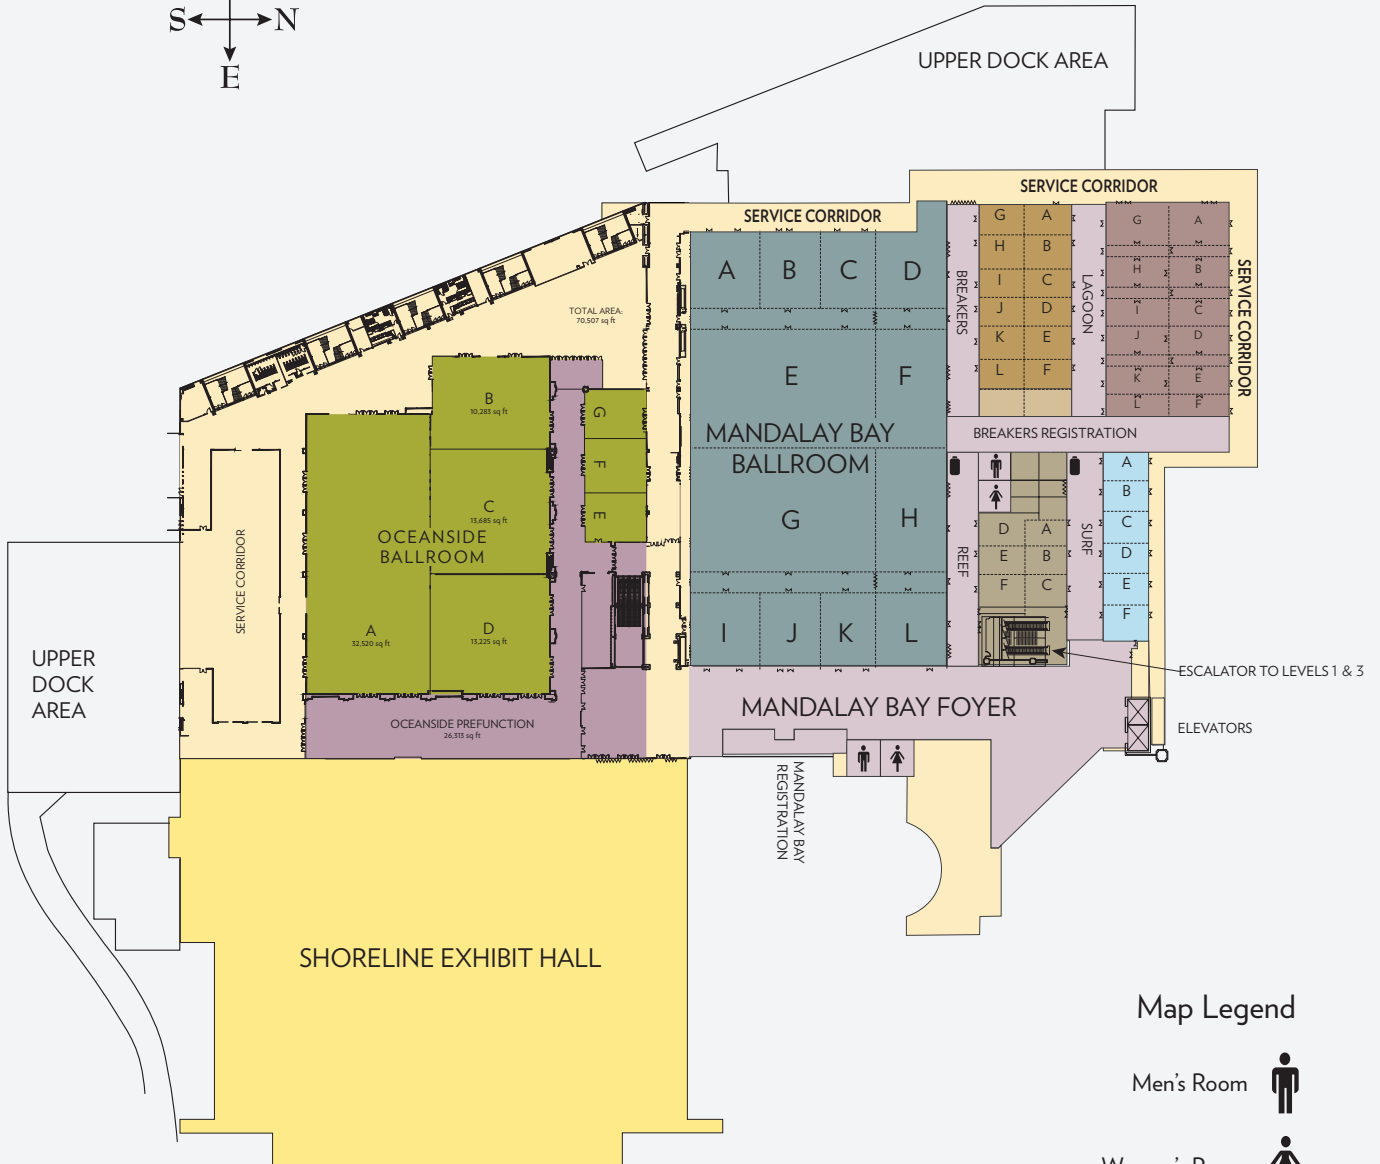 S N
E
UPPER DOCK AREA
SERVICE CORRIDOR
SERVICE CORRIDOR
SERVICE CORRIDOR
TOTAL AREA:
70,507 sq ft
A B C D
E F
MANDALAY BAY
BALLROOM
G H
I J K L
BREAKERS
G A
H B
I C
J D
K E
L F
LAGOON
G A
H B
I C
J D
K E
L F
BREAKERS REGISTRATION
B
10,283 sq ft
C
13,685 sq ft
OCEANSIDE
BALLROOM
A
32,520 sq ft
D
13,225 sq ft
G
F
E
SERVICE CORRIDOR
UPPER
DOCK
AREA
OCEANSIDE PREFUNCTION
26,313 sq ft
REEF
D A
E B
F C
SURF
A
B
C
D
E
F
ESCALATOR TO LEVELS 1 & 3
ELEVATORS
MANDALAY BAY FOYER
MANDALAY BAY
REGISTRATION
SHORELINE EXHIBIT HALL
Map Legend
Men's Room